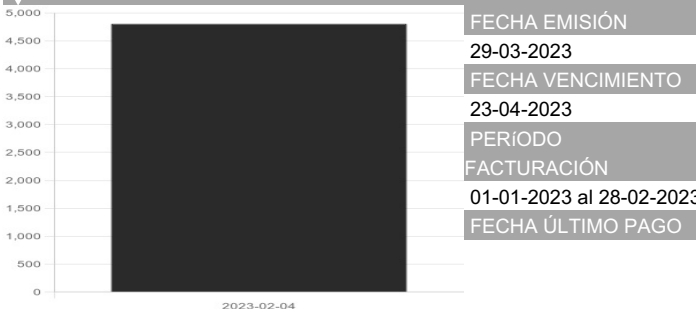 5,000
4,500
4,000
3,500
3,000
2,500
2,000
1,500
1,000
500
0
2023-02-04
FECHA EMISIÓN
29-03-2023
FECHA VENCIMIENTO
23-04-2023
PERíODO
FACTURACIÓN
01-01-2023 al 28-02-2023
FECHA ÚLTIMO PAGO